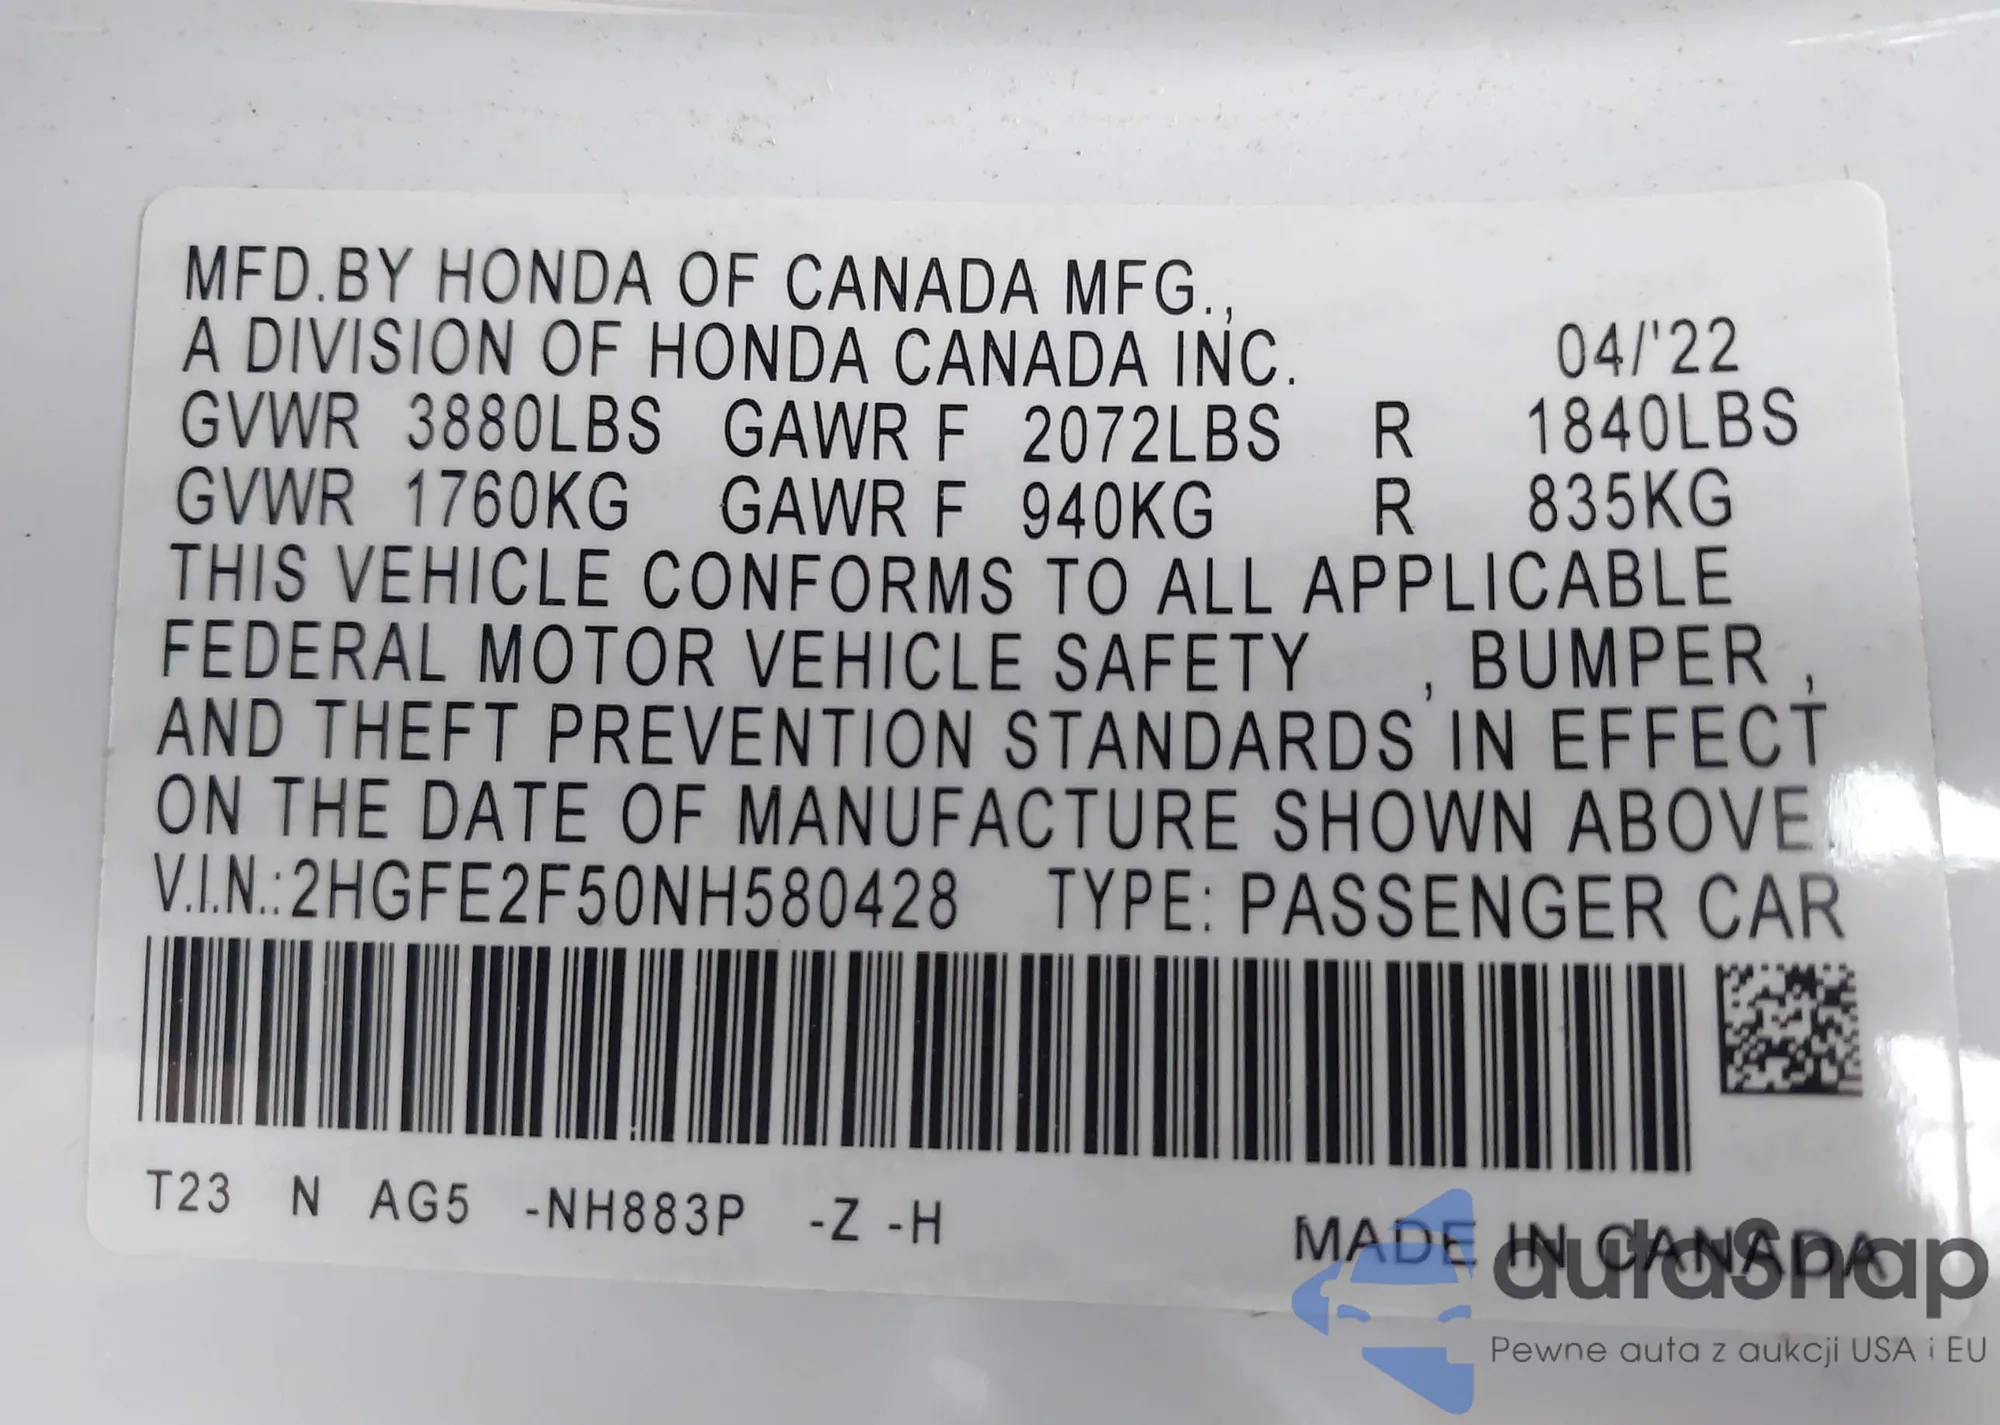 MFD.BY HONDA OF CANADA MFG.,
A DIVISION OF HONDA CANADA INC. 04/'22
GVWR 3880LBS GAWR F 2072LBS R 1840LBS
GVWR 1760KG GAWR F 940KG R 835KG
THIS VEHICLE CONFORMS TO ALL APPLICABLE
FEDERAL MOTOR VEHICLE SAFETY , BUMPER ,
AND THEFT PREVENTION STANDARDS IN EFFECT
ON THE DATE OF MANUFACTURE SHOWN ABOVE
V.I.N.:2HGFE2F50NH580428 TYPE: PASSENGER CAR
T23 N AG5 -NH883P -Z -H
MADE IN CANADA
autaSnap
Pewne auta z aukcji USA i EU